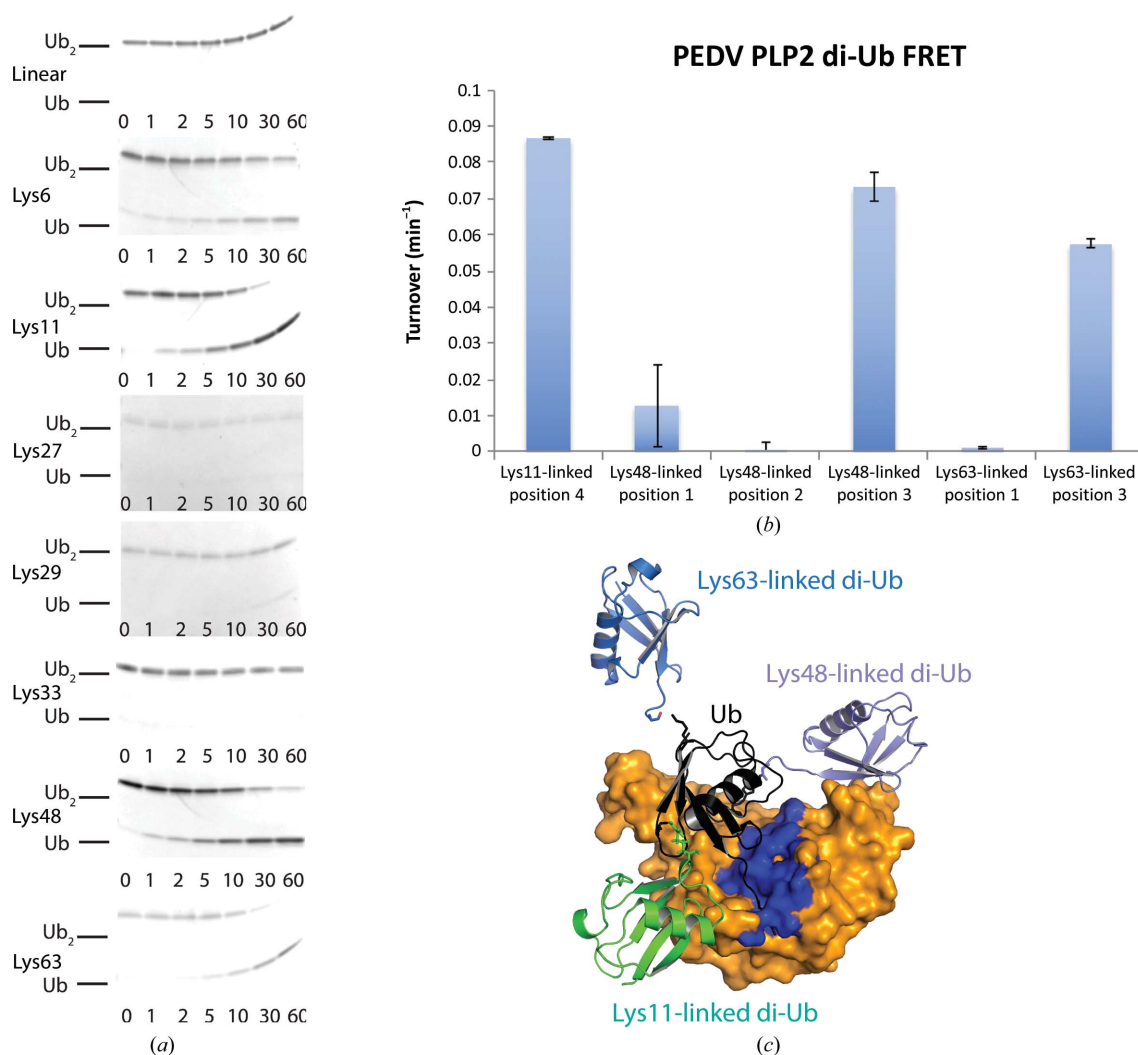 Ub2
Linear
Ub
0 1 2 5 10 30 60
Ub2
Lys6
Ub
0 1 2 5 10 30 60
Ub2
Lys11
Ub
0 1 2 5 10 30 60
Ub2
Lys27
Ub
0 1 2 5 10 30 60
Ub2
Lys29
Ub
0 1 2 5 10 30 60
Ub2
Lys33
Ub
0 1 2 5 10 30 60
Ub2
Lys48
Ub
0 1 2 5 10 30 60
Ub2
Lys63
Ub
0 1 2 5 10 30 60
(a)
PEDV PLP2 di-Ub FRET
Turnover (min⁻¹)
0.1
0.09
0.08
0.07
0.06
0.05
0.04
0.03
0.02
0.01
0
Lys11-linked position 4
Lys48-linked position 1
Lys48-linked position 2
Lys48-linked position 3
Lys63-linked position 1
Lys63-linked position 3
(b)
Lys63-linked di-Ub
Lys48-linked di-Ub
Ub
Lys11-linked di-Ub
(c)